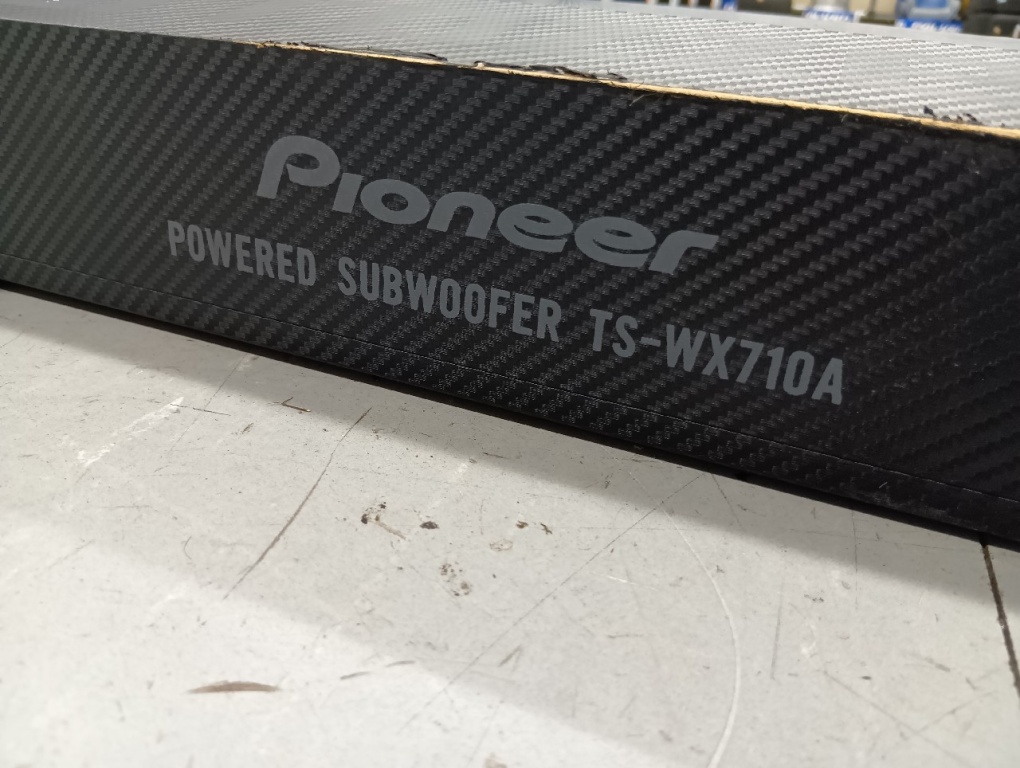 Pioneer
POWERED SUBWOOFER TS-WX710A